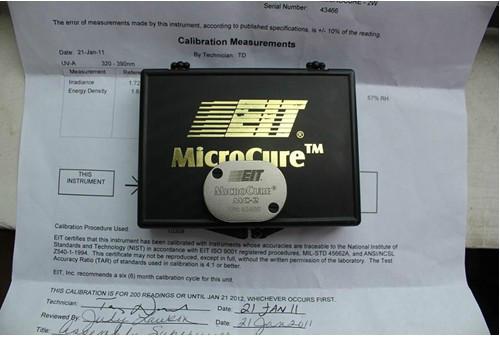 Serial Number: 43466
The error of measurements made by this instrument, according to published specifications, is +/- 10% of the reading.
Calibration Measurements
Date: 21-Jan-11
By Technician: TD
UV-A 320 - 390nm
Measurement
Irradiance 1.72
Energy Density
57% RH
EIT®
MicroCure™
THIS
INSTRUMENT
EIT
MICROCURE®
MC-2
Calibration Procedure Used
EIT certifies that this instrument has been calibrated with instruments whose accuracies are traceable to the National Institute of
Standards and Technology (NIST) in accordance with EIT ISO 9001 registered procedures, MIL-STD 45662A, and ANSI/NCSL
Z540-1-1994. This certificate may not be reproduced, except in full, without the written permission of the laboratory. The Test
Accuracy Ratio (TAR) of standards used in calibration is 4:1 or better.
EIT, Inc. recommends a six (6) month calibration cycle for this unit.
THIS CALIBRATION IS FOR 200 READINGS OR UNTIL JAN 21 2012, WHICHEVER OCCURS FIRST.
Technician: Date: 21 JAN 11
Reviewed By: Judy Lawson Date: 21 Jan 2011
Title: Assembly Supervisor